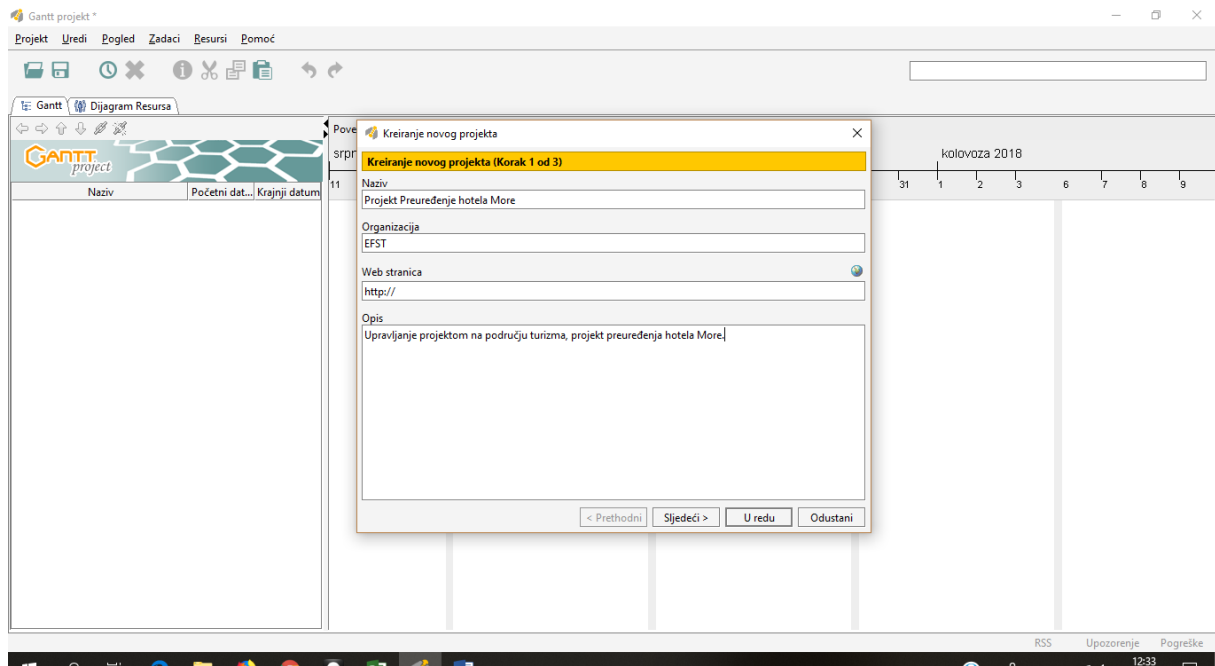 Gantt projekt *
Projekt Uredi Pogled Zadaci Resursi Pomoć
Gantt Dijagram Resursa
GANTT project
Naziv Početni dat... Krajnji datum
Pove
srpr
kolovoza 2018
11 31 1 2 3 6 7 8 9
Kreiranje novog projekta
Kreiranje novog projekta (Korak 1 od 3)
Naziv
Projekt Preuređenje hotela More
Organizacija
EFST
Web stranica
http://
Opis
Upravljanje projektom na području turizma, projekt preuređenja hotela More.
< Prethodni Sljedeći > U redu Odustani
RSS Upozorenje Pogreške
12:33